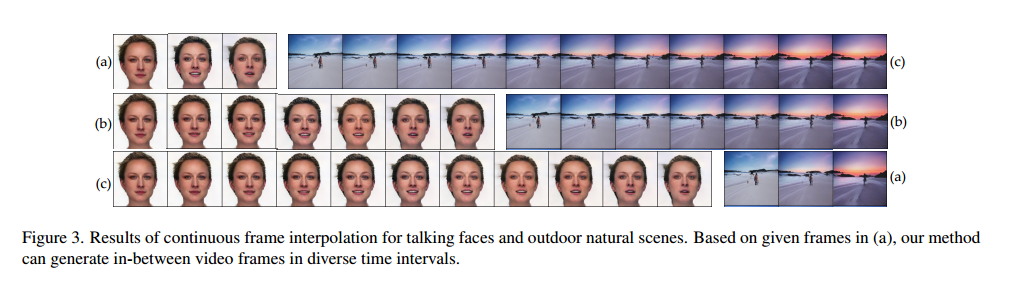 (a)
(c)
(b)
(b)
(c)
(a)
Figure 3. Results of continuous frame interpolation for talking faces and outdoor natural scenes. Based on given frames in (a), our method
can generate in-between video frames in diverse time intervals.